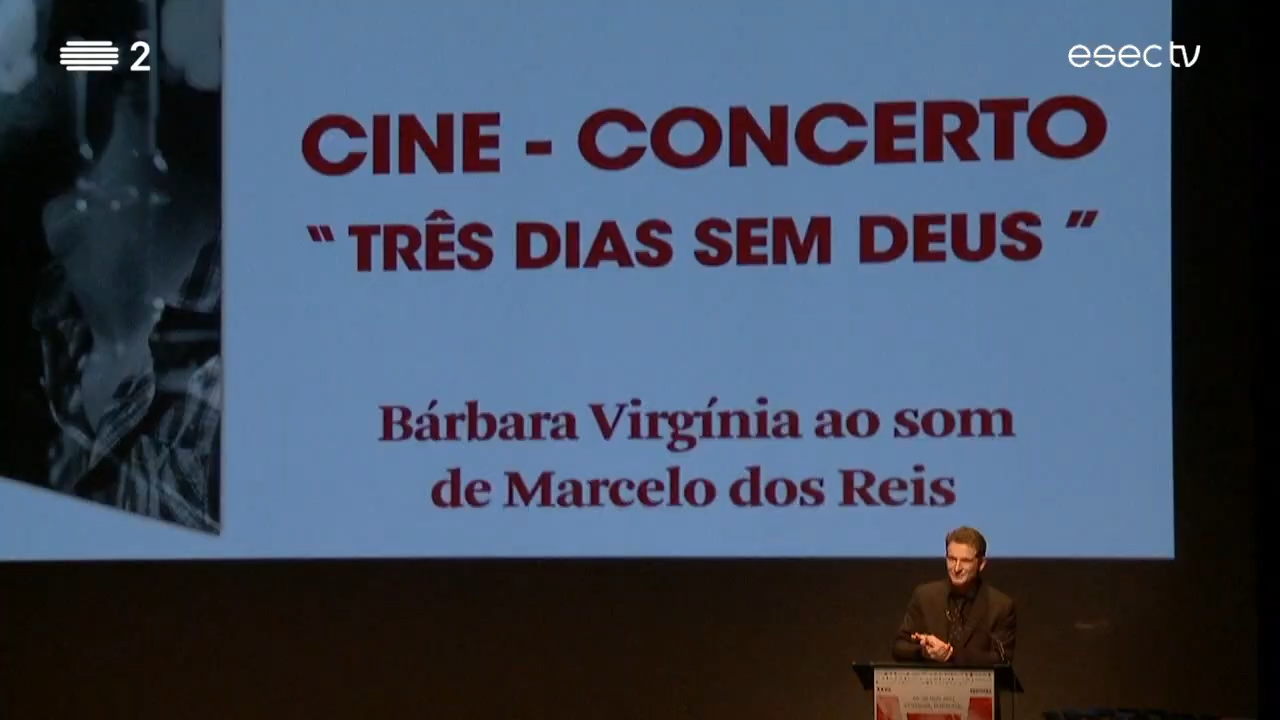 2
esec tv
CINE - CONCERTO
" TRÊS DIAS SEM DEUS "
Bárbara Virgínia ao som
de Marcelo dos Reis